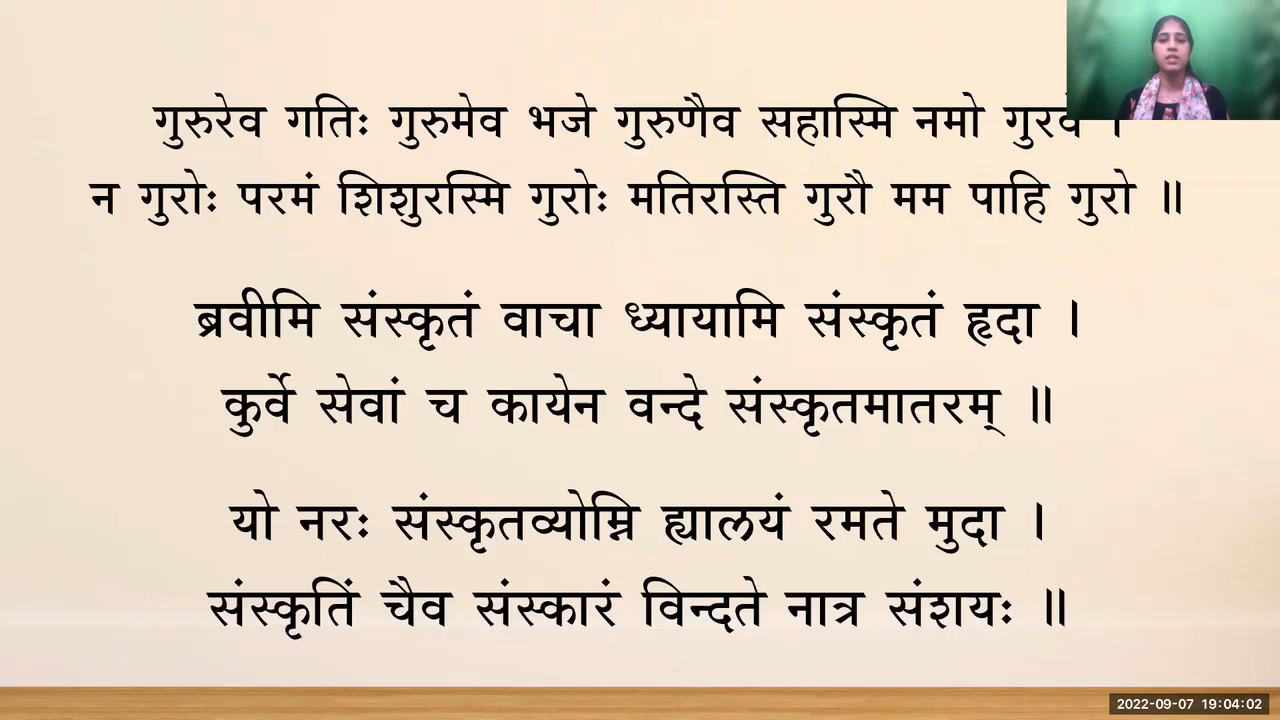 गुरुरेव गतिः गुरुमेव भजे गुरुणैव सहास्मि नमो गुरवे ।
न गुरोः परमं शिशुरस्मि गुरोः मतिरस्ति गुरौ मम पाहि गुरो ॥
ब्रवीमि संस्कृतं वाचा ध्यायामि संस्कृतं हृदा ।
कुर्वे सेवां च कायेन वन्दे संस्कृतमातरम् ॥
यो नरः संस्कृतव्योम्नि ह्यालयं रमते मुदा ।
संस्कृतिं चैव संस्कारं विन्दते नात्र संशयः ॥
2022-09-07 19:04:02